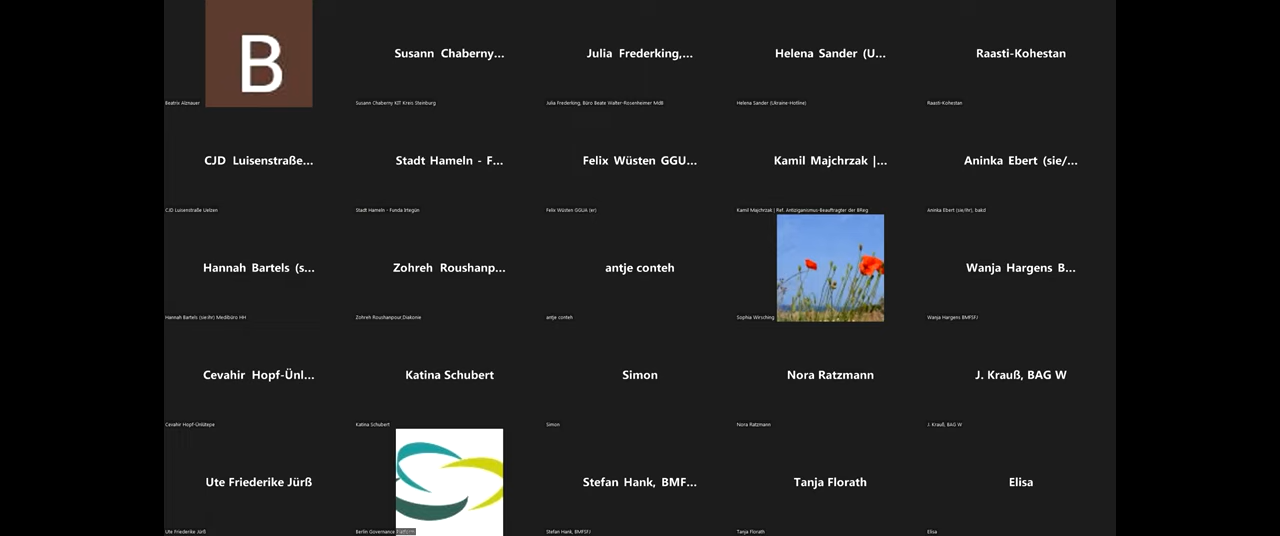 B
Susann Chaberny...
Julia Frederking,...
Helena Sander (U...
Raasti-Kohestan
Beatrix Alznauer
Susann Chaberny KIT Kreis Steinburg
Julia Frederking, Büro Beate Walter-Rosenheimer MdB
Helena Sander (Ukraine-Hotline)
Raasti-Kohestan
CJD Luisenstraße...
Stadt Hameln - F...
Felix Wüsten GGU...
Kamil Majchrzak |...
Aninka Ebert (sie/...
CJD Luisenstraße Uelzen
Stadt Hameln - Funda
Felix Wüsten GGUA (er)
Kamil Majchrzak | Ref. Antiziganismus-Beauftragter der BReg
Aninka Ebert (sie/ihr), bakd
Hannah Bartels (s...
Zohreh Roushanp...
antje conteh
Wanja Hargens B...
Hannah Bartels (sie/ihr) Medibüro HH
Zohreh Roushanpour,Diakonie
antje conteh
Sophia Wirsching
Wanja Hargens BMFSFJ
Cevahir Hopf-Ünl...
Katina Schubert
Simon
Nora Ratzmann
J. Krauß, BAG W
Cevahir Hopf-Ünldtepe
Katina Schubert
Simon
Nora Ratzmann
J. Krauß, BAG W
Ute Friederike Jürß
Stefan Hank, BMF...
Tanja Florath
Elisa
Ute Friederike Jürß
Berlin Governance
Stefan Hank, BMFSFJ
Tanja Florath
Elisa